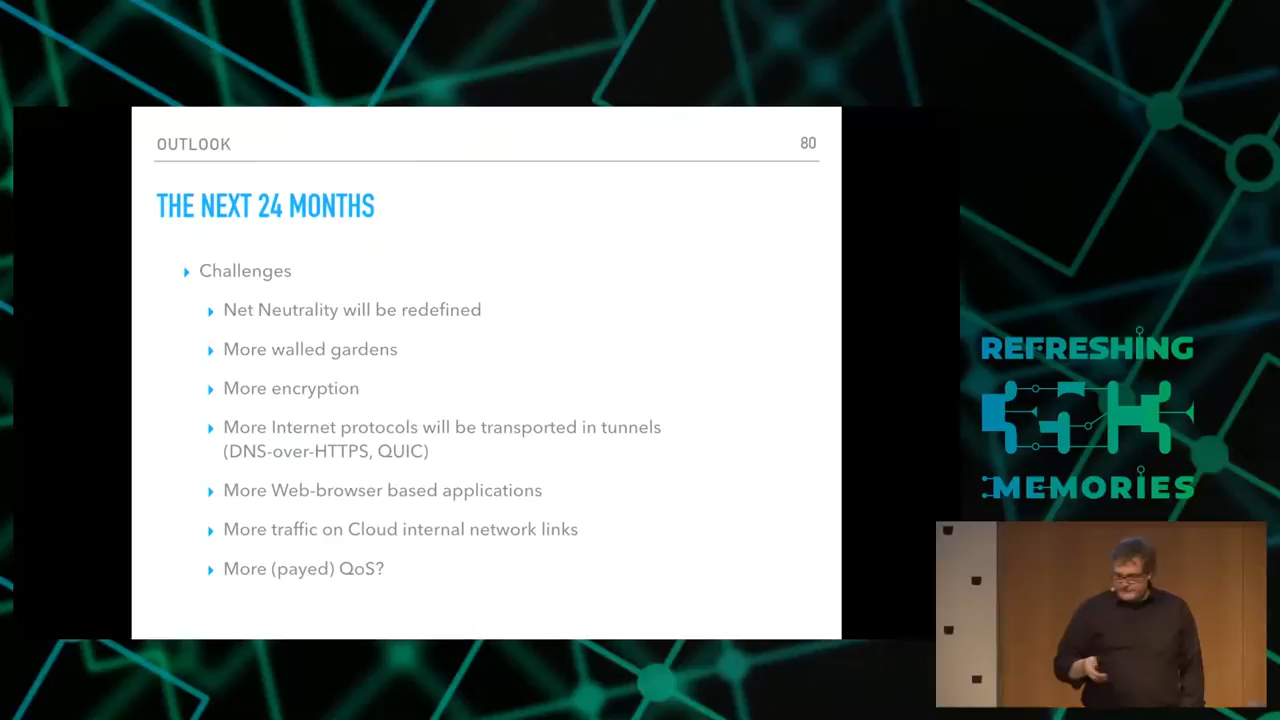 OUTLOOK
80
THE NEXT 24 MONTHS
Challenges
Net Neutrality will be redefined
More walled gardens
More encryption
More Internet protocols will be transported in tunnels
(DNS-over-HTTPS, QUIC)
More Web-browser based applications
More traffic on Cloud internal network links
More (payed) QoS?
REFRESHING
MEMORIES